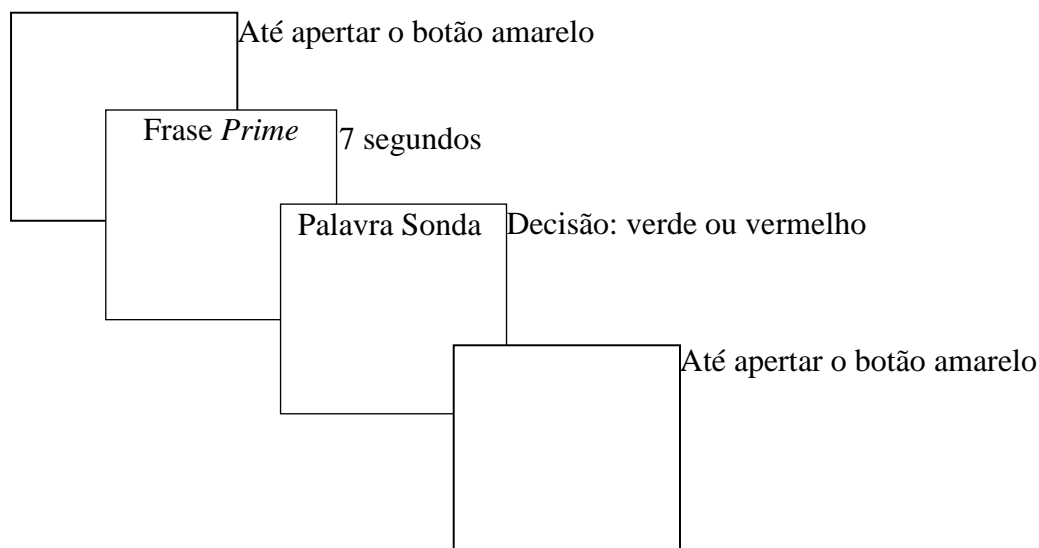 Até apertar o botão amarelo
Frase Prime
7 segundos
Palavra Sonda
Decisão: verde ou vermelho
Até apertar o botão amarelo